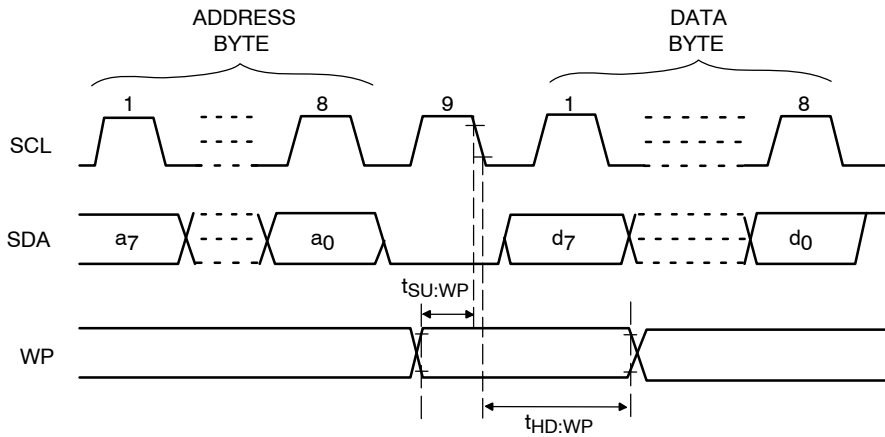 ADDRESS
BYTE
DATA
BYTE
1
8
9
1
8
SCL
SDA
a7
a0
d7
d0
tSU:WP
WP
tHD:WP